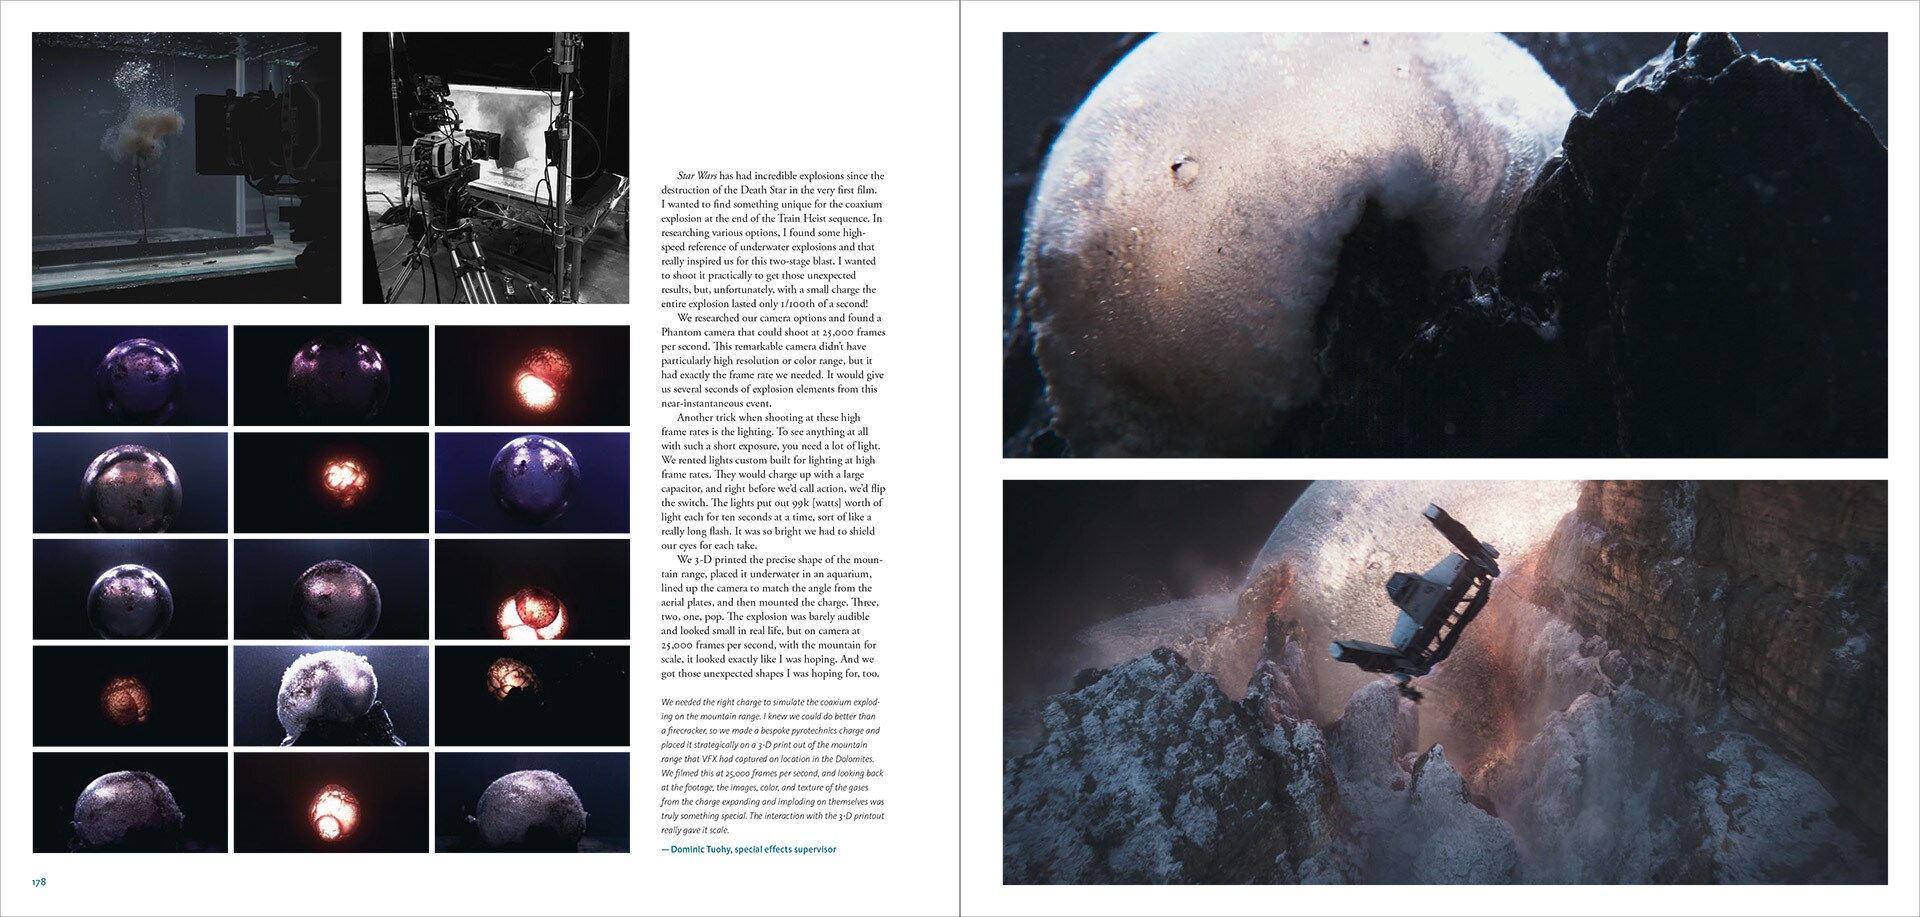 Star Wars has had incredible explosions since the
destruction of the Death Star in the very first film.
I wanted to find something unique for the coaxium
explosion at the end of the Train Heist sequence. In
researching various options, I found some high-
speed reference of underwater explosions and that
really inspired us for this two-stage blast. I wanted
to shoot it practically to get those unexpected
results, but, unfortunately, with a small charge the
entire explosion lasted only 1/100th of a second!
We researched our camera options and found a
Phantom camera that could shoot at 25,000 frames
per second. This remarkable camera didn't have
particularly high resolution or color range, but it
had exactly the frame rate we needed. It would give
us several seconds of explosion elements from this
near-instantaneous event.
Another trick when shooting at these high
frame rates is the lighting. To see anything at all
with such a short exposure, you need a lot of light.
We rented lights custom built for lighting at high
frame rates. They would charge up with a large
capacitor, and right before we'd call action, we'd flip
the switch. The lights put out 99k [watts] worth of
light each for ten seconds at a time, sort of like a
really long flash. It was so bright we had to shield
our eyes for each take.
We 3-D printed the precise shape of the moun-
tain range, placed it underwater in an aquarium,
lined up the camera to match the angle from the
aerial plates, and then mounted the charge. Three,
two, one, pop. The explosion was barely audible
and looked small in real life, but on camera at
25,000 frames per second, with the mountain for
scale, it looked exactly like I was hoping. And we
got those unexpected shapes I was hoping for, too.
We needed the right charge to simulate the coaxium explod-
ing on the mountain range. I knew we could do better than
a firecracker, so we made a bespoke pyrotechnics charge and
placed it strategically on a 3-D print out of the mountain
range that VFX had captured on location in the Dolomites.
We filmed this at 25,000 frames per second, and looking back
at the footage, the images, color, and texture of the gases
from the charge expanding and imploding on themselves was
truly something special. The interaction with the 3-D printout
really gave it scale.
— Dominic Tuohy, special effects supervisor
178